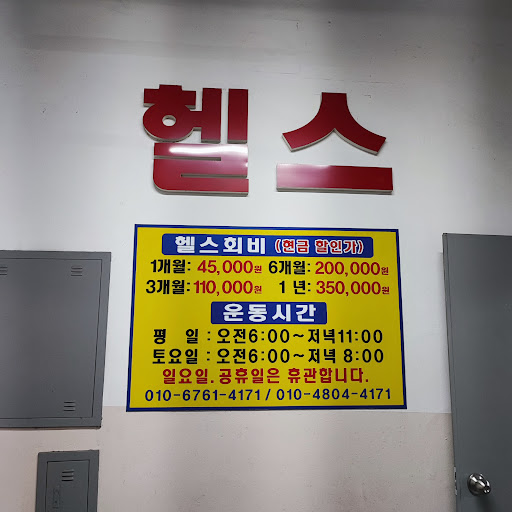 헬스
헬스회비 (현금 할인가)
1개월: 45,000원 6개월: 200,000원
3개월: 110,000원 1 년: 350,000원
운동시간
평 일 : 오전6:00~저녁11:00
토요일 : 오전6:00~저녁 8:00
일요일. 공휴일은 휴관합니다.
010-6761-4171 / 010-4804-4171